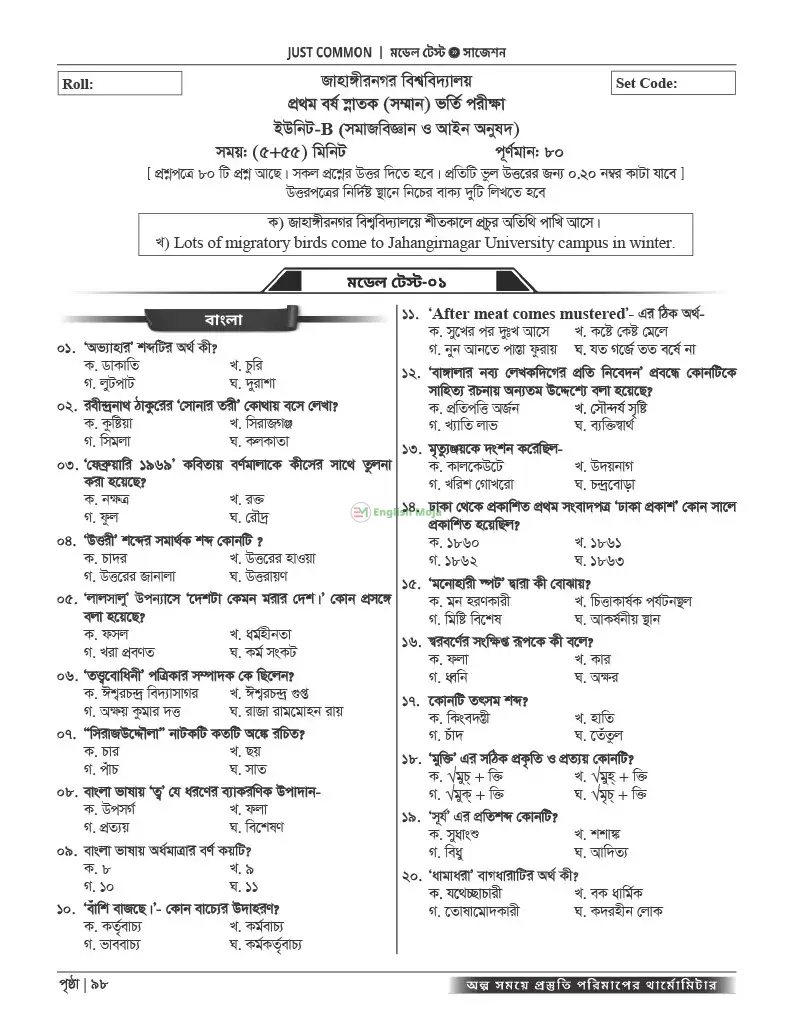 JUST COMMON | মডেল টেস্ট সাজেশন
Roll:
Set Code:
জাহাঙ্গীরনগর বিশ্ববিদ্যালয়
প্রথম বর্ষ স্নাতক (সম্মান) ভর্তি পরীক্ষা
ইউনিট-B (সমাজবিজ্ঞান ও আইন অনুষদ)
সময়: (৫+৫৫) মিনিট পূর্ণমান: ৮০
[ প্রশ্নপত্রে ৮০ টি প্রশ্ন আছে। সকল প্রশ্নের উত্তর দিতে হবে। প্রতিটি ভুল উত্তরের জন্য ০.২০ নম্বর কাটা যাবে ]
উত্তরপত্রের নির্দিষ্ট স্থানে নিচের বাক্য দুটি লিখতে হবে
ক) জাহাঙ্গীরনগর বিশ্ববিদ্যালয়ে শীতকালে প্রচুর অতিথি পাখি আসে।
খ) Lots of migratory birds come to Jahangirnagar University campus in winter.
মডেল টেস্ট-০১
বাংলা
০১. ‘অভ্যাহার’ শব্দটির অর্থ কী?
ক. ডাকাতি খ. চুরি
গ. লুটপাট ঘ. দুরাশা
০২. রবীন্দ্রনাথ ঠাকুরের ‘সোনার তরী’ কোথায় বসে লেখা?
ক. কুষ্টিয়া খ. সিরাজগঞ্জ
গ. সিমলা ঘ. কলকাতা
০৩. ‘ফেব্রুয়ারি ১৯৬৯’ কবিতায় বর্ণমালাকে কীসের সাথে তুলনা
করা হয়েছে?
ক. নক্ষত্র খ. রক্ত
গ. ফুল ঘ. রৌদ্র
০৪. ‘উত্তরী’ শব্দের সমার্থক শব্দ কোনটি ?
ক. চাদর খ. উত্তরের হাওয়া
গ. উত্তরের জানালা ঘ. উত্তরায়ণ
০৫. ‘লালসালু’ উপন্যাসে ‘দেশটা কেমন মরার দেশ।’ কোন প্রসঙ্গে
বলা হয়েছে?
ক. ফসল খ. ধর্মহীনতা
গ. খরা প্রবণত ঘ. কর্ম সংকট
০৬. ‘তত্ত্ববোধিনী’ পত্রিকার সম্পাদক কে ছিলেন?
ক. ঈশ্বরচন্দ্র বিদ্যাসাগর খ. ঈশ্বরচন্দ্র গুপ্ত
গ. অক্ষয় কুমার দত্ত ঘ. রাজা রামমোহন রায়
০৭. “সিরাজউদ্দৌলা” নাটকটি কতটি অঙ্কে রচিত?
ক. চার খ. ছয়
গ. পাঁচ ঘ. সাত
০৮. বাংলা ভাষায় ‘ত্ব’ যে ধরণের ব্যাকরণিক উপাদান-
ক. উপসর্গ খ. ফলা
গ. প্রত্যয় ঘ. বিশেষণ
০৯. বাংলা ভাষায় অর্ধমাত্রার বর্ণ কয়টি?
ক. ৮ খ. ৯
গ. ১০ ঘ. ১১
১০. ‘বাঁশি বাজছে।’- কোন বাচ্যের উদাহরণ?
ক. কর্তৃবাচ্য খ. কর্মবাচ্য
গ. ভাববাচ্য ঘ. কর্মকর্তৃবাচ্য
১১. ‘After meat comes mustered’- এর ঠিক অর্থ-
ক. সুখের পর দুঃখ আসে খ. কষ্টে কেষ্ট মেলে
গ. নুন আনতে পান্তা ফুরায় ঘ. যত গর্জে তত বর্ষে না
১২. ‘বাঙ্গালার নব্য লেখকদিগের প্রতি নিবেদন’ প্রবন্ধে কোনটিকে
সাহিত্য রচনায় অন্যতম উদ্দেশ্যে বলা হয়েছে?
ক. প্রতিপত্তি অর্জন খ. সৌন্দর্য সৃষ্টি
গ. খ্যাতি লাভ ঘ. ব্যক্তিস্বার্থ
১৩. মৃত্যুঞ্জয়কে দংশন করেছিল-
ক. কালকেউটে খ. উদয়নাগ
গ. খরিশ গোখরো ঘ. চন্দ্রবোড়া
১৪. ঢাকা থেকে প্রকাশিত প্রথম সংবাদপত্র ‘ঢাকা প্রকাশ’ কোন সালে
প্রকাশিত হয়েছিল?
ক. ১৮৬০ খ. ১৮৬১
গ. ১৮৬২ ঘ. ১৮৬৩
১৫. ‘মনোহারী স্পট’ দ্বারা কী বোঝায়?
ক. মন হরণকারী খ. চিত্তাকার্ষক পর্যটনস্থল
গ. মিষ্টি বিশেষ ঘ. আকর্ষনীয় স্থান
১৬. স্বরবর্ণের সংক্ষিপ্ত রূপকে কী বলে?
ক. ফলা খ. কার
গ. ধ্বনি ঘ. অক্ষর
১৭. কোনটি তৎসম শব্দ?
ক. কিংবদন্তী খ. হাতি
গ. চাঁদ ঘ. তেঁতুল
১৮. ‘মুক্তি’ এর সঠিক প্রকৃতি ও প্রত্যয় কোনটি?
ক. √মুচ্ + ক্তি খ. √মুহ্ + ক্তি
গ. √মুক্ + ক্তি ঘ. √মৃচ্ + ক্তি
১৯. ‘সূর্য’ এর প্রতিশব্দ কোনটি?
ক. সুধাংশু খ. শশাঙ্ক
গ. বিধু ঘ. আদিত্য
২০. ‘ধামাধরা’ বাগধারাটির অর্থ কী?
ক. যথেচ্ছাচারী খ. বক ধার্মিক
গ. তোষামোদকারী ঘ. কদরহীন লোক
English Moja
পৃষ্ঠা | ৯৮
অল্প সময়ে প্রস্তুতি পরিমাপের থার্মোমিটার